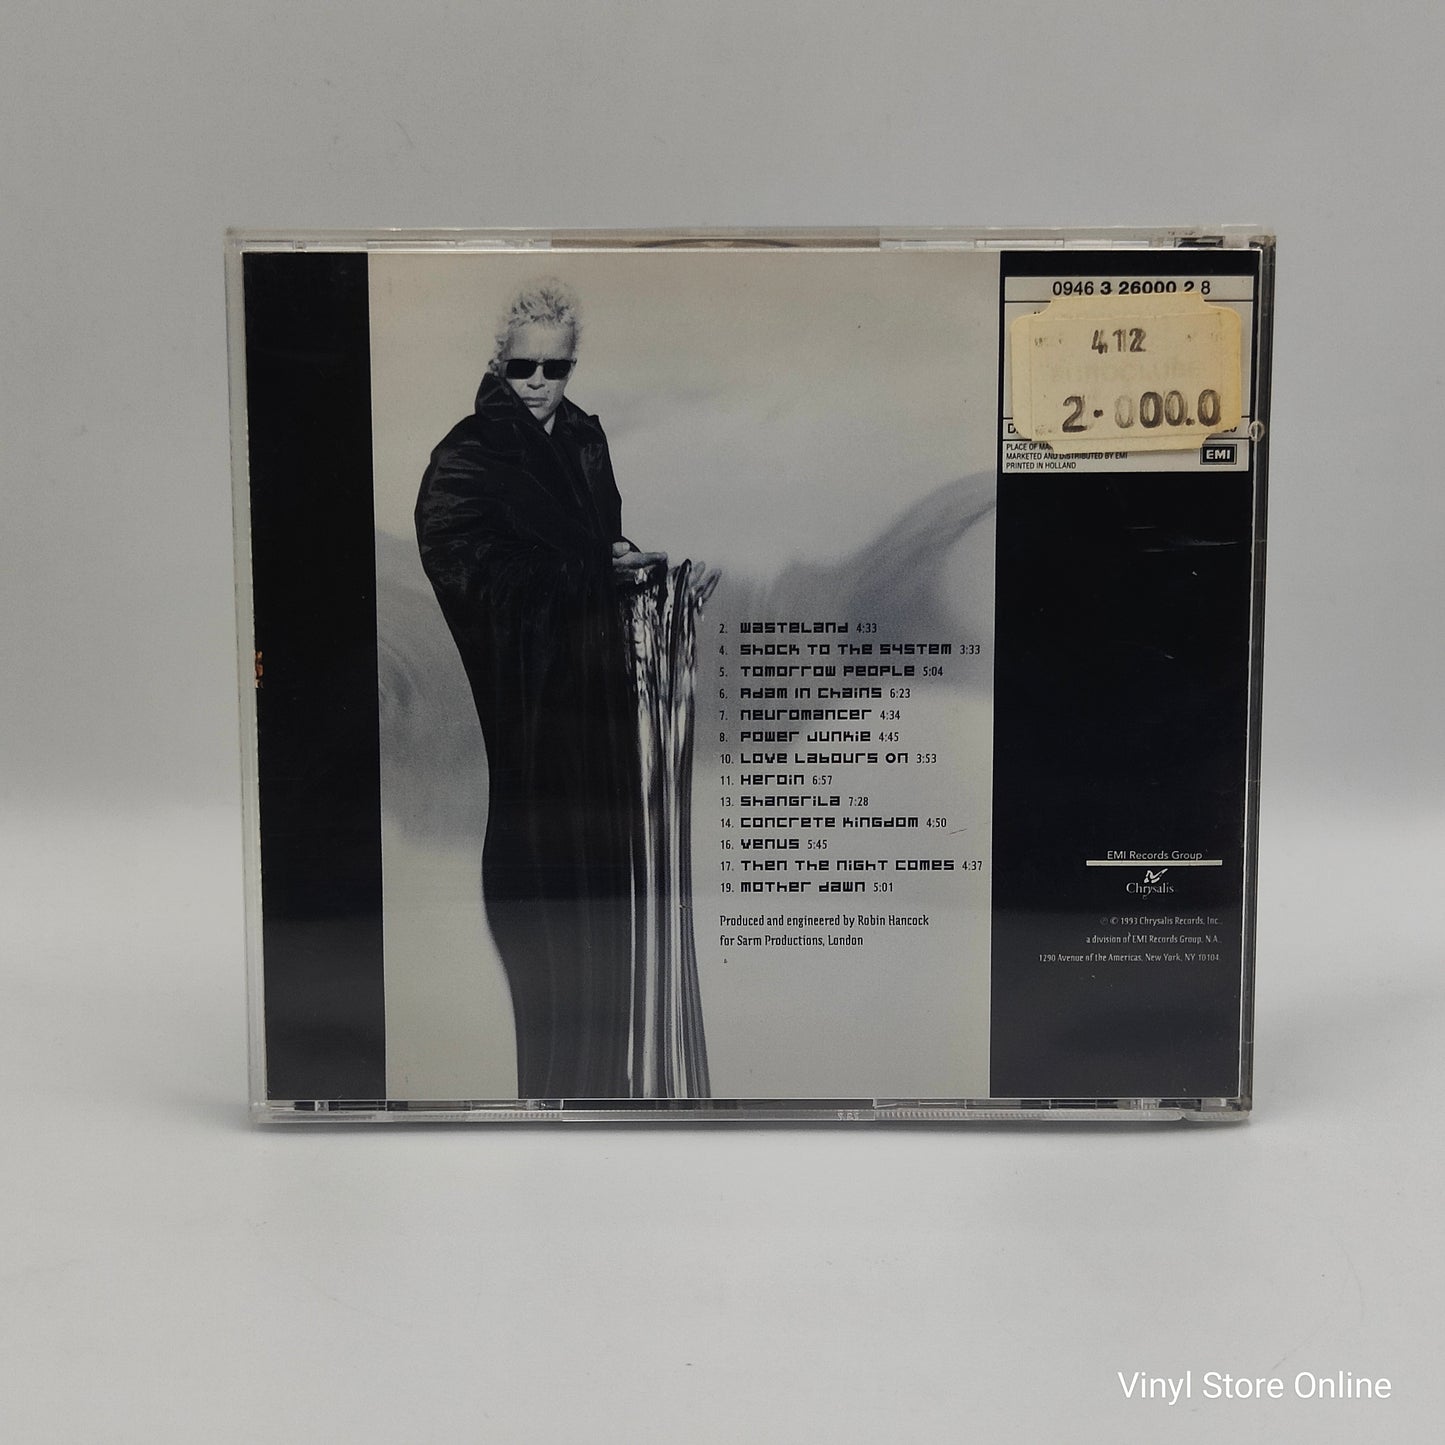 0946 3 26000 2 8
412
2.000.0
PLACE OF
MARKETED AND DISTRIBUTED BY EMI
PRINTED IN HOLLAND
EMI
2. Wasteland 4:33
4. Shock to the System 3:33
5. Tomorrow People 5:04
6. Adam in Chains 6:23
7. Neuromancer 4:34
8. Power Junkie 4:45
10. Love Labours On 3:53
11. Heroin 6:57
13. Shangrila 7:28
14. Concrete Kingdom 4:50
16. Venus 5:45
17. Then the Night Comes 4:37
19. Mother Dawn 5:01
Produced and engineered by Robin Hancock
for Sarm Productions, London
EMI Records Group
Chrysalis
℗ © 1993 Chrysalis Records, Inc.,
a division of EMI Records Group, N.A.,
1290 Avenue of the Americas, New York, NY 10104.
Vinyl Store Online